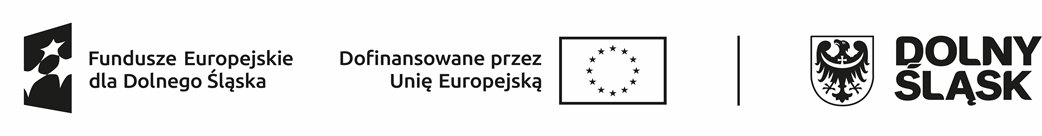 Fundusze Europejskie
dla Dolnego Śląska
Dofinansowane przez
Unię Europejską
DOLNY
ŚLĄSK